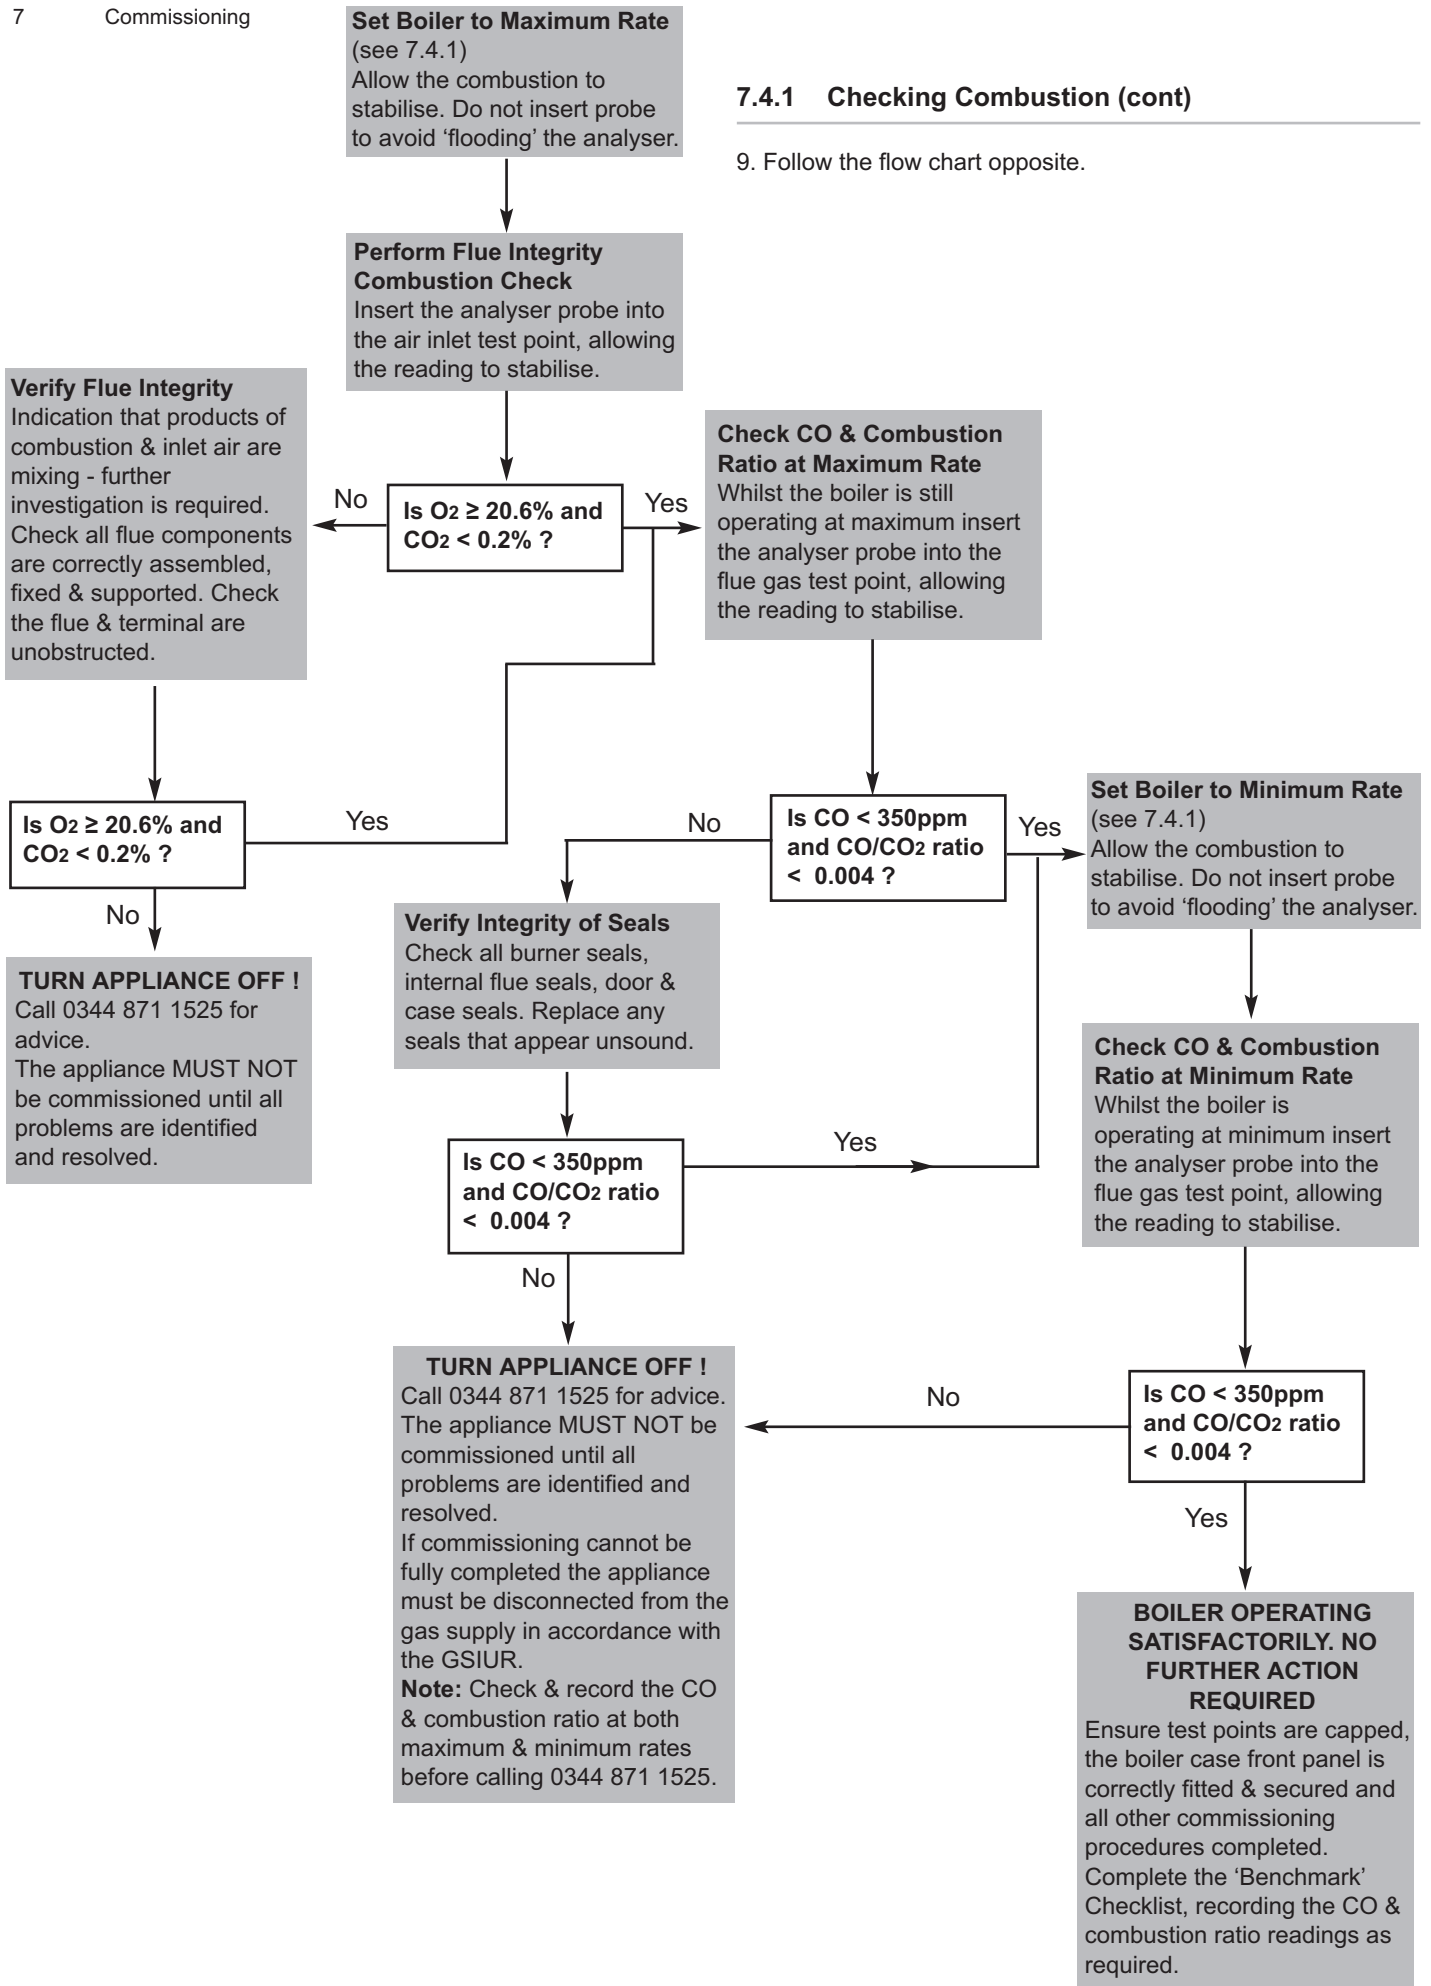 7 Commissioning
Set Boiler to Maximum Rate
(see 7.4.1)
Allow the combustion to
stabilise. Do not insert probe
to avoid ‘flooding’ the analyser.
7.4.1 Checking Combustion (cont)
9. Follow the flow chart opposite.
Perform Flue Integrity
Combustion Check
Insert the analyser probe into
the air inlet test point, allowing
the reading to stabilise.
Verify Flue Integrity
Indication that products of
combustion & inlet air are
mixing - further
investigation is required.
Check all flue components
are correctly assembled,
fixed & supported. Check
the flue & terminal are
unobstructed.
No
Is O2 ≥ 20.6% and
CO2 < 0.2% ?
Yes
Check CO & Combustion
Ratio at Maximum Rate
Whilst the boiler is still
operating at maximum insert
the analyser probe into the
flue gas test point, allowing
the reading to stabilise.
Is O2 ≥ 20.6% and
CO2 < 0.2% ?
Yes
No
TURN APPLIANCE OFF !
Call 0344 871 1525 for
advice.
The appliance MUST NOT
be commissioned until all
problems are identified
and resolved.
No
Is CO < 350ppm
and CO/CO2 ratio
< 0.004 ?
Yes
Set Boiler to Minimum Rate
(see 7.4.1)
Allow the combustion to
stabilise. Do not insert probe
to avoid ‘flooding’ the analyser.
Verify Integrity of Seals
Check all burner seals,
internal flue seals, door &
case seals. Replace any
seals that appear unsound.
Check CO & Combustion
Ratio at Minimum Rate
Whilst the boiler is
operating at minimum insert
the analyser probe into the
flue gas test point, allowing
the reading to stabilise.
Is CO < 350ppm
and CO/CO2 ratio
< 0.004 ?
Yes
No
TURN APPLIANCE OFF !
Call 0344 871 1525 for advice.
The appliance MUST NOT be
commissioned until all
problems are identified and
resolved.
If commissioning cannot be
fully completed the appliance
must be disconnected from the
gas supply in accordance with
the GSIUR.
Note: Check & record the CO
& combustion ratio at both
maximum & minimum rates
before calling 0344 871 1525.
No
Is CO < 350ppm
and CO/CO2 ratio
< 0.004 ?
Yes
BOILER OPERATING
SATISFACTORILY. NO
FURTHER ACTION
REQUIRED
Ensure test points are capped,
the boiler case front panel is
correctly fitted & secured and
all other commissioning
procedures completed.
Complete the ‘Benchmark’
Checklist, recording the CO &
combustion ratio readings as
required.